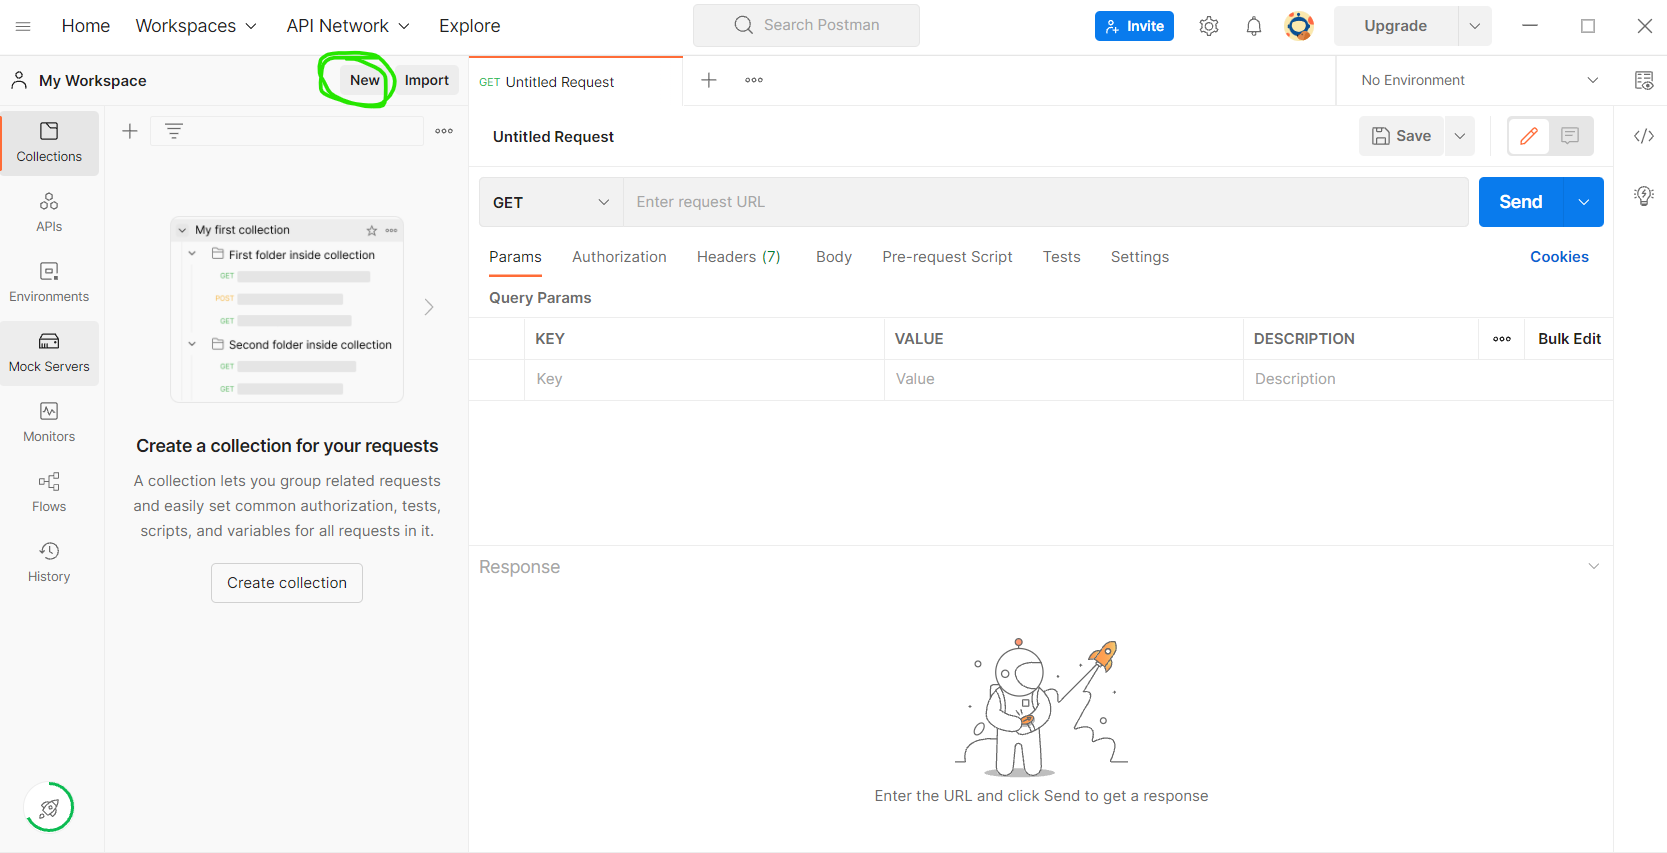 Home Workspaces API Network Explore Search Postman Invite Upgrade
My Workspace New Import GET Untitled Request No Environment
Collections
APIs
Environments
Mock Servers
Monitors
Flows
History
My first collection
First folder inside collection
GET
POST
GET
Second folder inside collection
GET
GET
Create a collection for your requests
A collection lets you group related requests
and easily set common authorization, tests,
scripts, and variables for all requests in it.
Create collection
Untitled Request Save
GET Enter request URL Send
Params Authorization Headers (7) Body Pre-request Script Tests Settings Cookies
Query Params
KEY VALUE DESCRIPTION Bulk Edit
Key Value Description
Response
Enter the URL and click Send to get a response